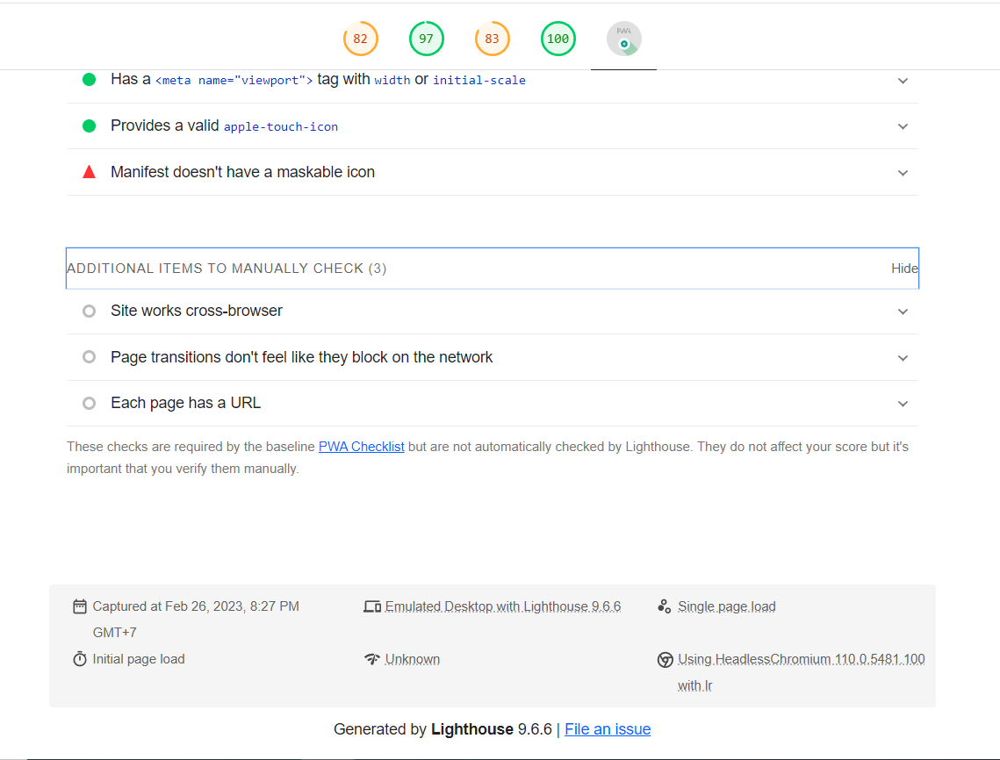 82 97 83 100 PWA
Has a <meta name="viewport"> tag with width or initial-scale
Provides a valid apple-touch-icon
Manifest doesn't have a maskable icon
ADDITIONAL ITEMS TO MANUALLY CHECK (3) Hide
Site works cross-browser
Page transitions don't feel like they block on the network
Each page has a URL
These checks are required by the baseline PWA Checklist but are not automatically checked by Lighthouse. They do not affect your score but it's
important that you verify them manually.
Captured at Feb 26, 2023, 8:27 PM
GMT+7
Emulated Desktop with Lighthouse 9.6.6
Single page load
Initial page load
Unknown
Using HeadlessChromium 110.0.5481.100
with lr
Generated by Lighthouse 9.6.6 | File an issue